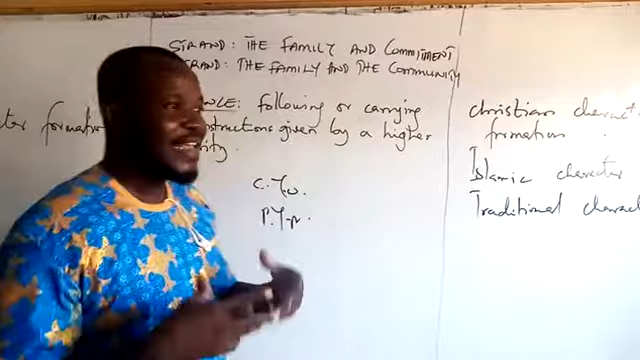 STRAND: THE FAMILY AND COMMITMENT
STRAND: THE FAMILY AND THE COMMUNITY
Following or carrying
given by a higher
formation
C.Y.O.
Christian
formation.
Islamic character
Traditional